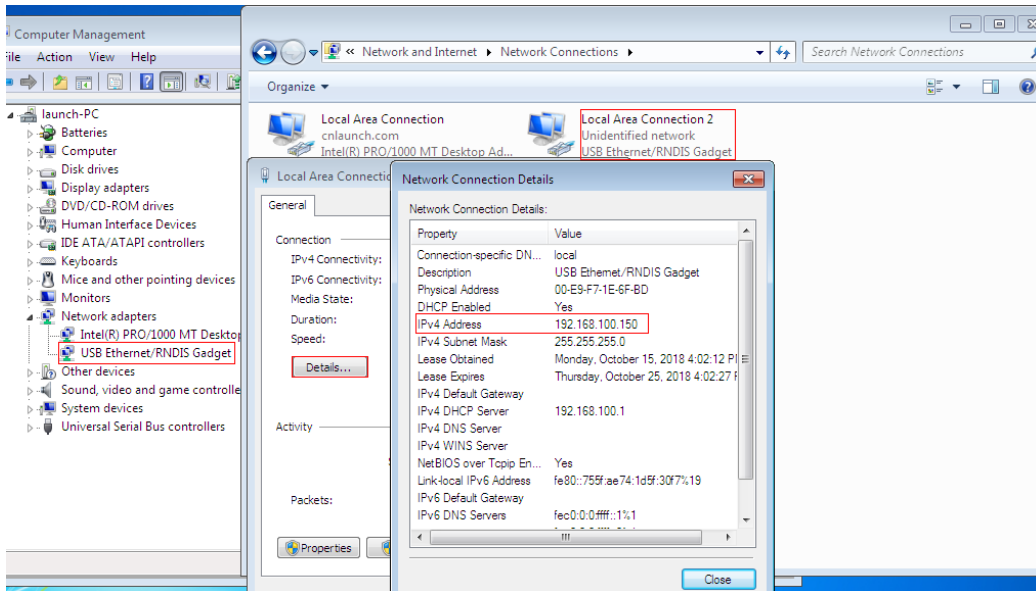 Computer Management
File Action View Help
launch-PC
Batteries
Computer
Disk drives
Display adapters
DVD/CD-ROM drives
Human Interface Devices
IDE ATA/ATAPI controllers
Keyboards
Mice and other pointing devices
Monitors
Network adapters
Intel(R) PRO/1000 MT Desktop
USB Ethernet/RNDIS Gadget
Other devices
Sound, video and game controlle
System devices
Universal Serial Bus controllers
« Network and Internet Network Connections
Search Network Connections
Organize
Local Area Connection
cnlaunch.com
Intel(R) PRO/1000 MT Desktop Ad...
Local Area Connection 2
Unidentified network
USB Ethernet/RNDIS Gadget
Local Area Connectio
General
Connection
IPv4 Connectivity:
IPv6 Connectivity:
Media State:
Duration:
Speed:
Details...
Activity
Packets:
Properties
Network Connection Details
Network Connection Details:
Property Value
Connection-specific DN... local
Description USB Ethernet/RNDIS Gadget
Physical Address 00-E9-F7-1E-6F-BD
DHCP Enabled Yes
IPv4 Address 192.168.100.150
IPv4 Subnet Mask 255.255.255.0
Lease Obtained Monday, October 15, 2018 4:02:12 PM
Lease Expires Thursday, October 25, 2018 4:02:27 P
IPv4 Default Gateway
IPv4 DHCP Server 192.168.100.1
IPv4 DNS Server
IPv4 WINS Server
NetBIOS over Tcpip En... Yes
Link-local IPv6 Address fe80::755f:ae74:1d5f:30f7%19
IPv6 Default Gateway
IPv6 DNS Servers fec0:0:0:ffff::1%1
Close